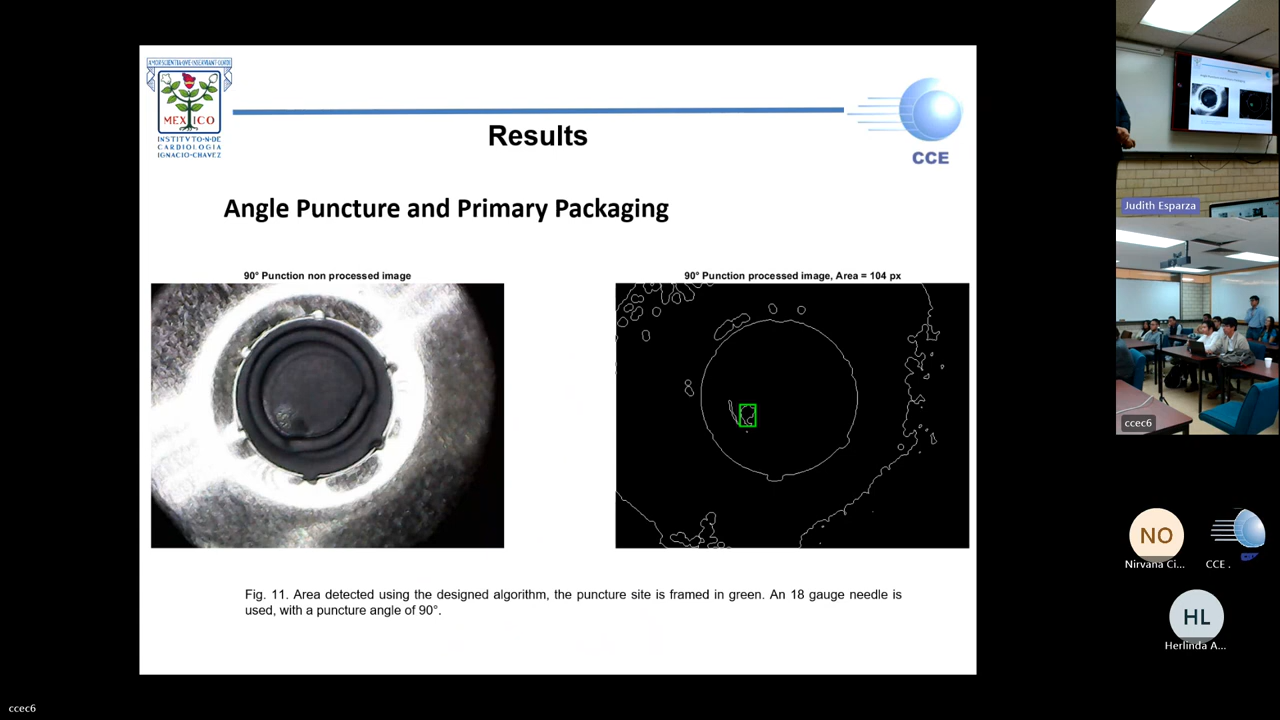 AMOR SCIENTIAQUE INSERVIANT CORDI
MEXICO
INSTITVTO·N·DE
CARDIOLOGIA
IGNACIO·CHAVEZ
Results
CCE
Angle Puncture and Primary Packaging
90° Punction non processed image
90° Punction processed image, Area = 104 px
Fig. 11. Area detected using the designed algorithm, the puncture site is framed in green. An 18 gauge needle is
used, with a puncture angle of 90°.
Results
Judith Esparza
ccec6
NO
Nirvana Ci...
CCE .
HL
Herlinda A...
ccec6